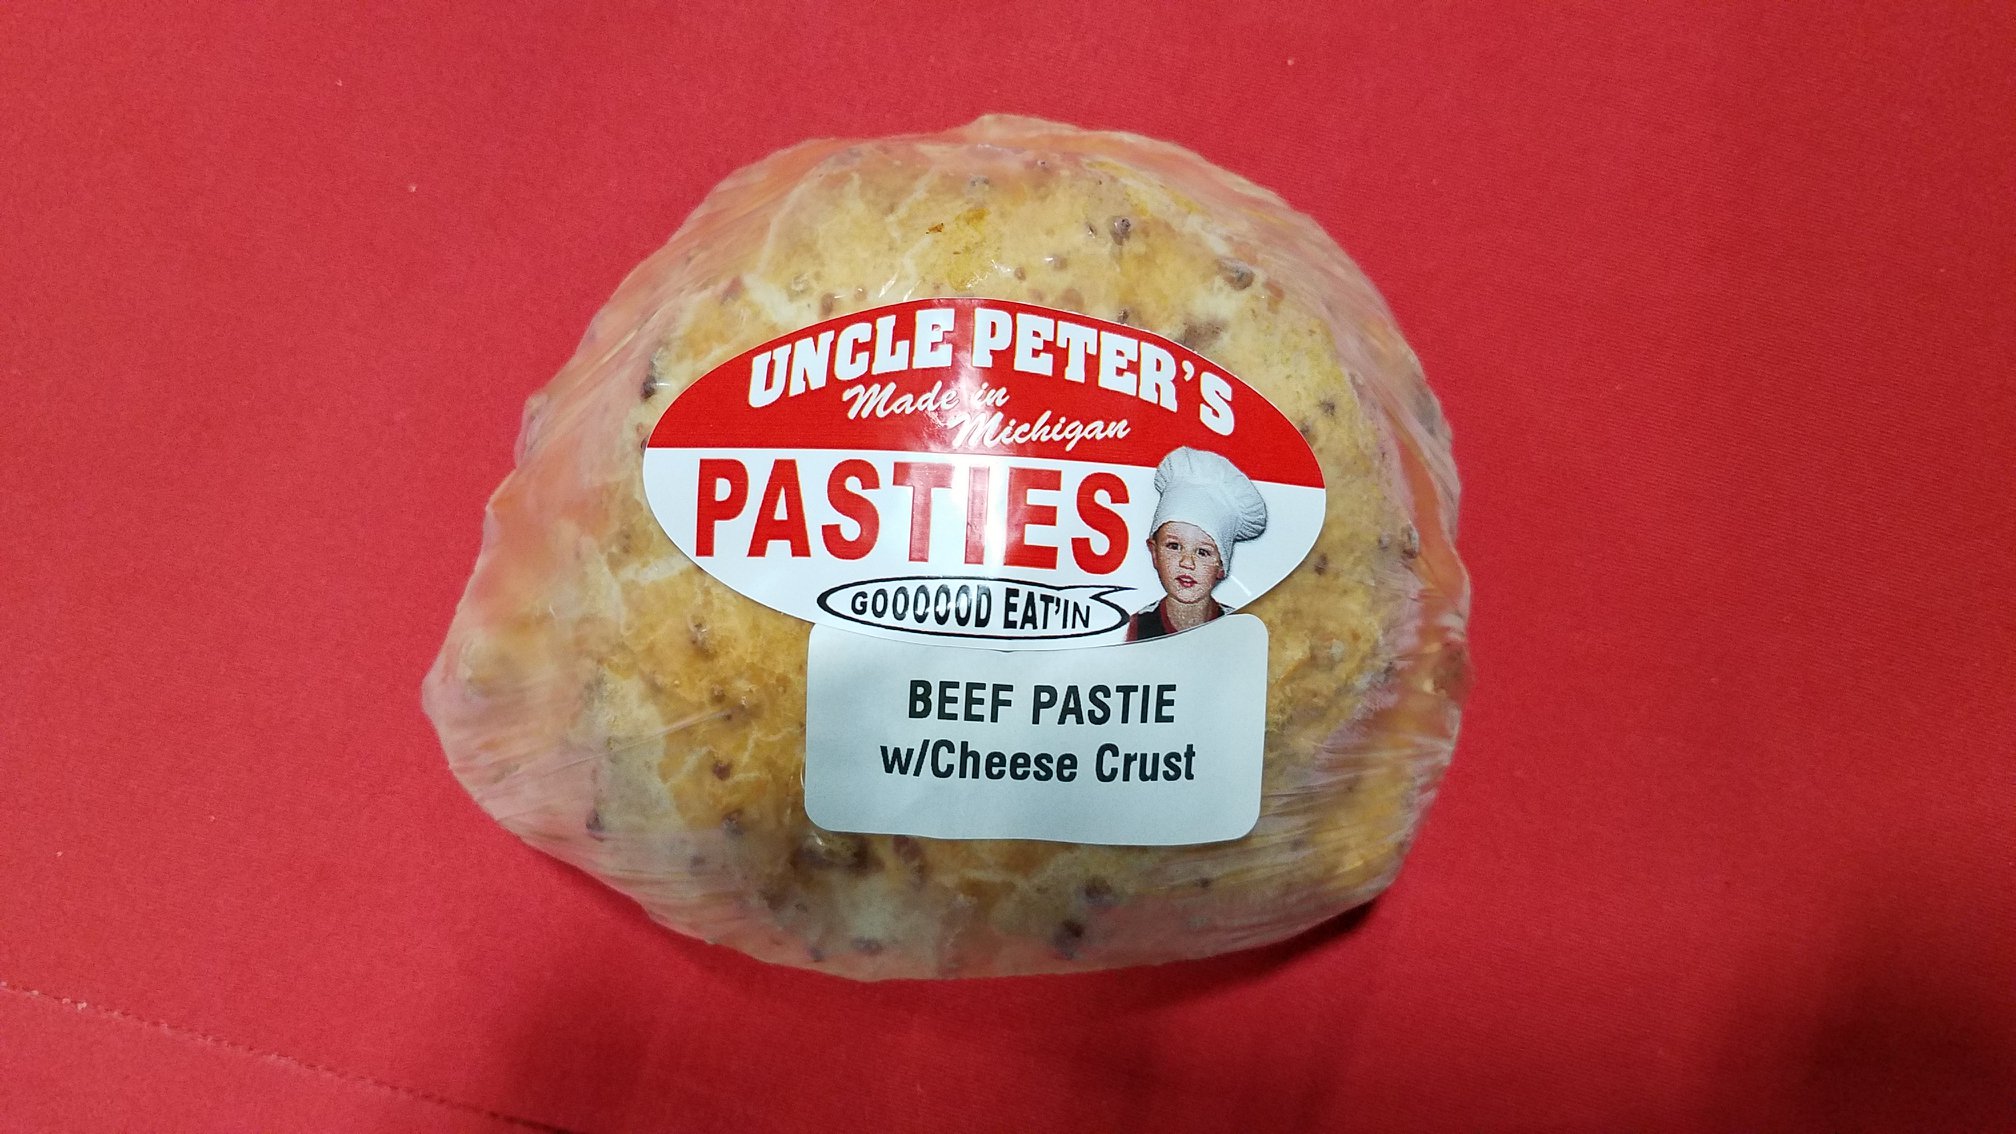 UNCLE PETER'S
Made in
Michigan
PASTIES
GOOOOOD EAT'IN
BEEF PASTIE
w/Cheese Crust